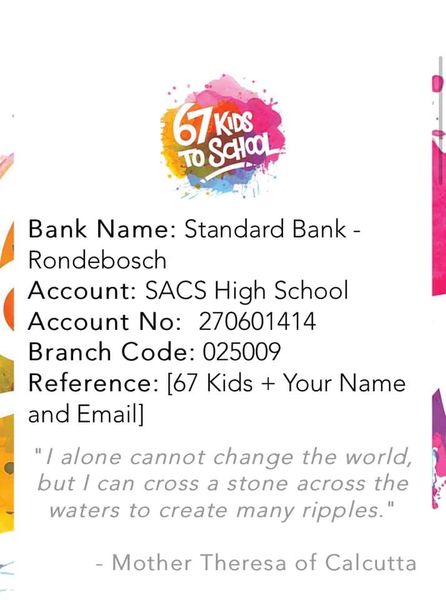 67 KIDS
TO SCHOOL
Bank Name: Standard Bank -
Rondebosch
Account: SACS High School
Account No: 270601414
Branch Code: 025009
Reference: [67 Kids + Your Name
and Email]
"I alone cannot change the world,
but I can cross a stone across the
waters to create many ripples."
- Mother Theresa of Calcutta